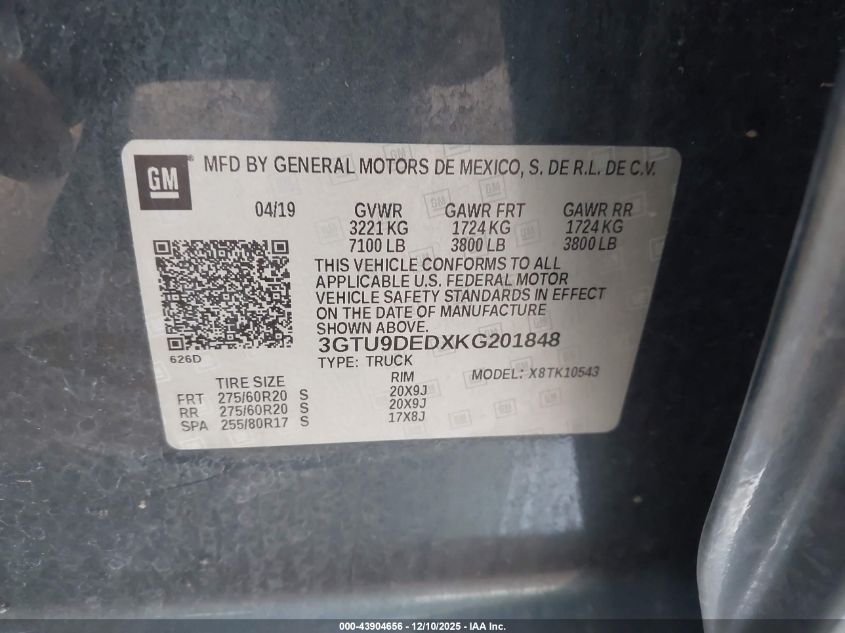 GM
® MFD BY GENERAL MOTORS DE MEXICO, S. DE R.L. DE C.V.
04/19 GVWR GAWR FRT GAWR RR
3221 KG 1724 KG 1724 KG
7100 LB 3800 LB 3800 LB
THIS VEHICLE CONFORMS TO ALL
APPLICABLE U.S. FEDERAL MOTOR
VEHICLE SAFETY STANDARDS IN EFFECT
ON THE DATE OF MANUFACTURE
SHOWN ABOVE.
626D
3GTU9DEDXKG201848
TYPE: TRUCK
MODEL: X8TK10543
TIRE SIZE RIM
FRT 275/60R20 S 20X9J
RR 275/60R20 S 20X9J
SPA 255/80R17 S 17X8J
000-43904656 - 12/10/2025 - IAA Inc.